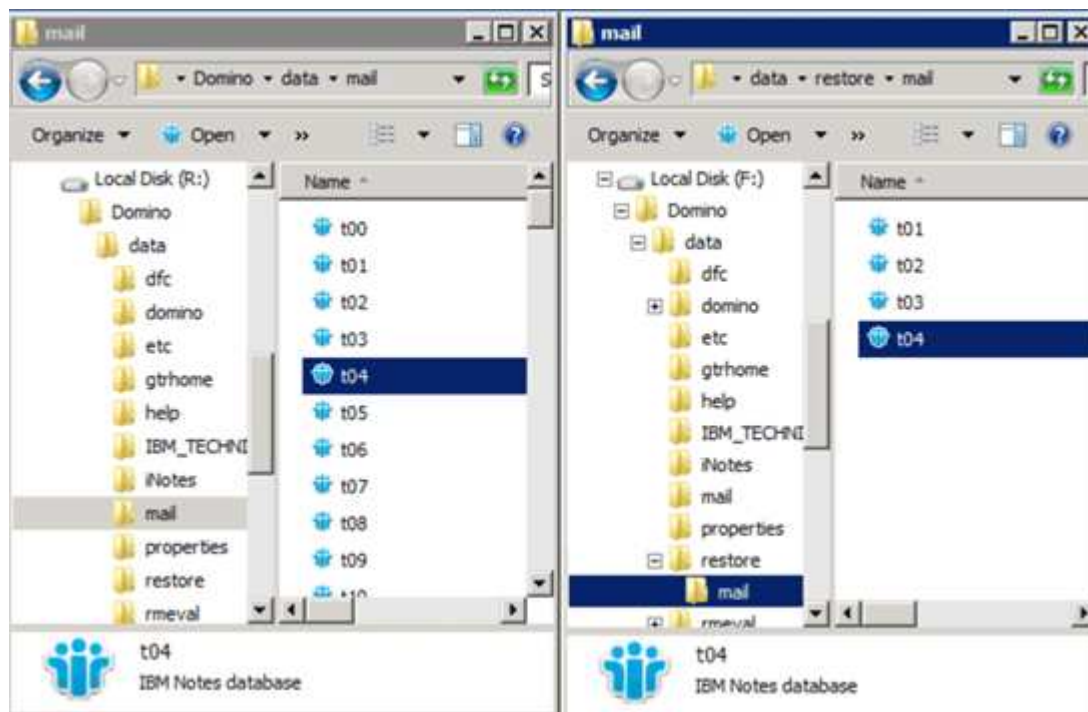 mail
Domino data mail
S
Organize Open »
Local Disk (R:)
Domino
data
dfc
domino
etc
gtrhome
help
IBM_TECHNI
iNotes
mail
properties
restore
rmeval
Name
t00
t01
t02
t03
t04
t05
t06
t07
t08
t09
t10
t04
IBM Notes database
mail
data restore mail
Organize Open »
Local Disk (F:)
Domino
data
dfc
domino
etc
gtrhome
help
IBM_TECHNI
iNotes
mail
properties
restore
mail
rmeval
Name
t01
t02
t03
t04
t04
IBM Notes database